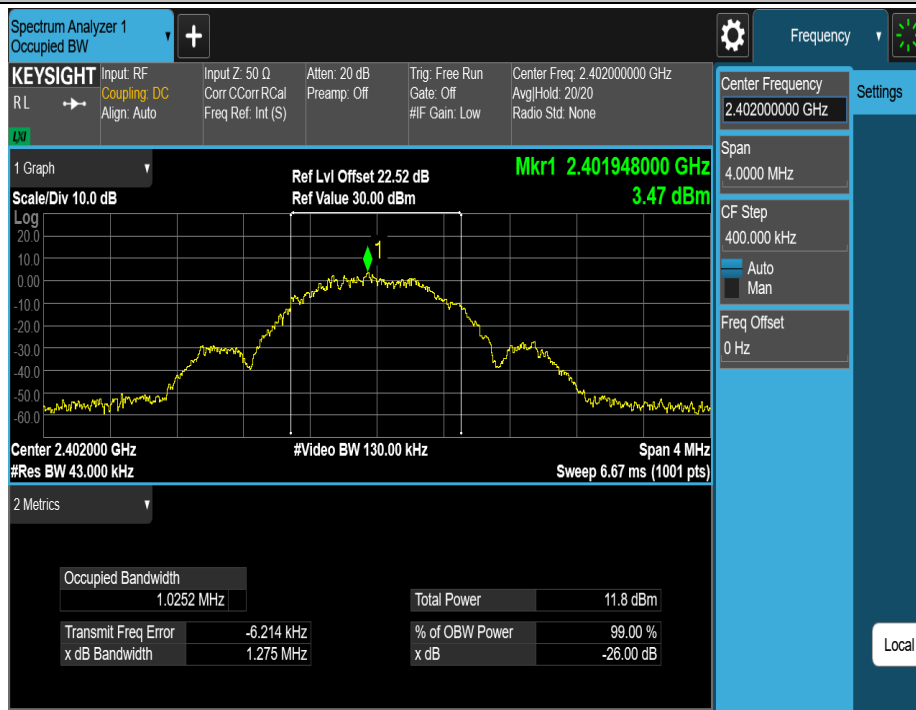 Spectrum Analyzer 1
Occupied BW
+
Frequency
KEYSIGHT
RL
LXI
Input: RF
Coupling: DC
Align: Auto
Input Z: 50 Ω
Corr CCorr RCal
Freq Ref: Int (S)
Atten: 20 dB
Preamp: Off
Trig: Free Run
Gate: Off
#IF Gain: Low
Center Freq: 2.402000000 GHz
Avg|Hold: 20/20
Radio Std: None
Center Frequency
2.402000000 GHz
Settings
Span
4.0000 MHz
CF Step
400.000 kHz
Auto
Man
Freq Offset
0 Hz
1 Graph
Scale/Div 10.0 dB
Ref Lvl Offset 22.52 dB
Ref Value 30.00 dBm
Mkr1 2.401948000 GHz
3.47 dBm
Log
20.0
10.0
0.00
-10.0
-20.0
-30.0
-40.0
-50.0
-60.0
1
Center 2.402000 GHz
#Video BW 130.00 kHz
Span 4 MHz
#Res BW 43.000 kHz
Sweep 6.67 ms (1001 pts)
2 Metrics
Occupied Bandwidth
1.0252 MHz
Total Power 11.8 dBm
Transmit Freq Error -6.214 kHz
% of OBW Power 99.00 %
x dB Bandwidth 1.275 MHz
x dB -26.00 dB
Local